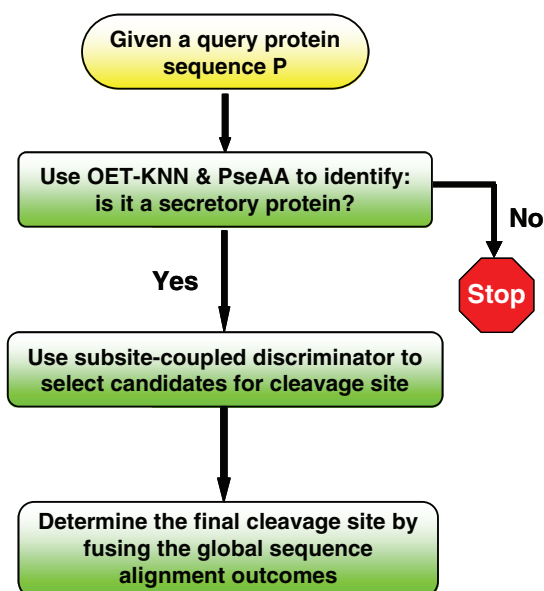 Given a query protein
sequence P
Use OET-KNN & PseAA to identify:
is it a secretory protein?
No
Yes
Stop
Use subsite-coupled discriminator to
select candidates for cleavage site
Determine the final cleavage site by
fusing the global sequence
alignment outcomes